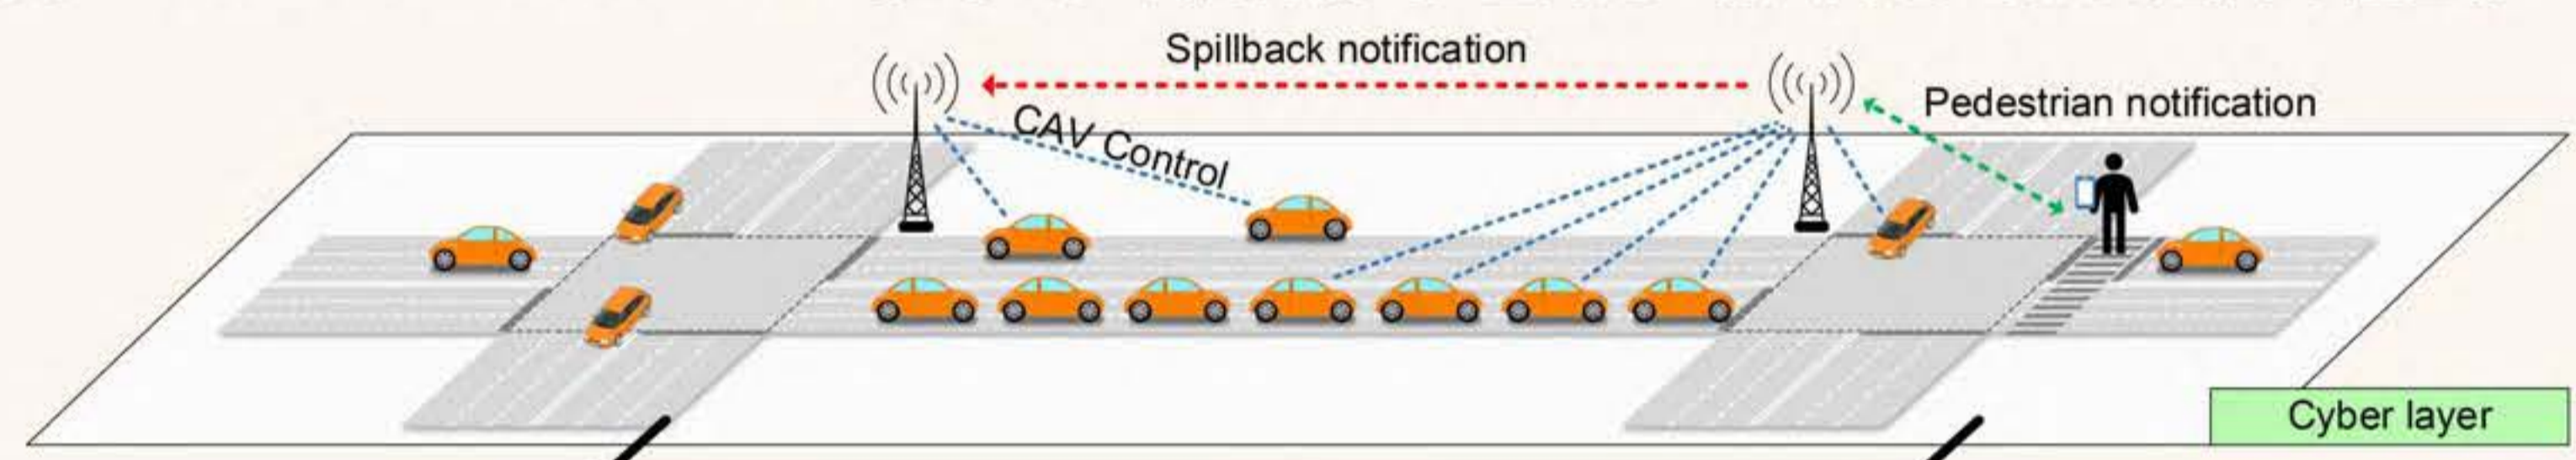 Spillback notification
Pedestrian notification
CAV Control
Cyber layer